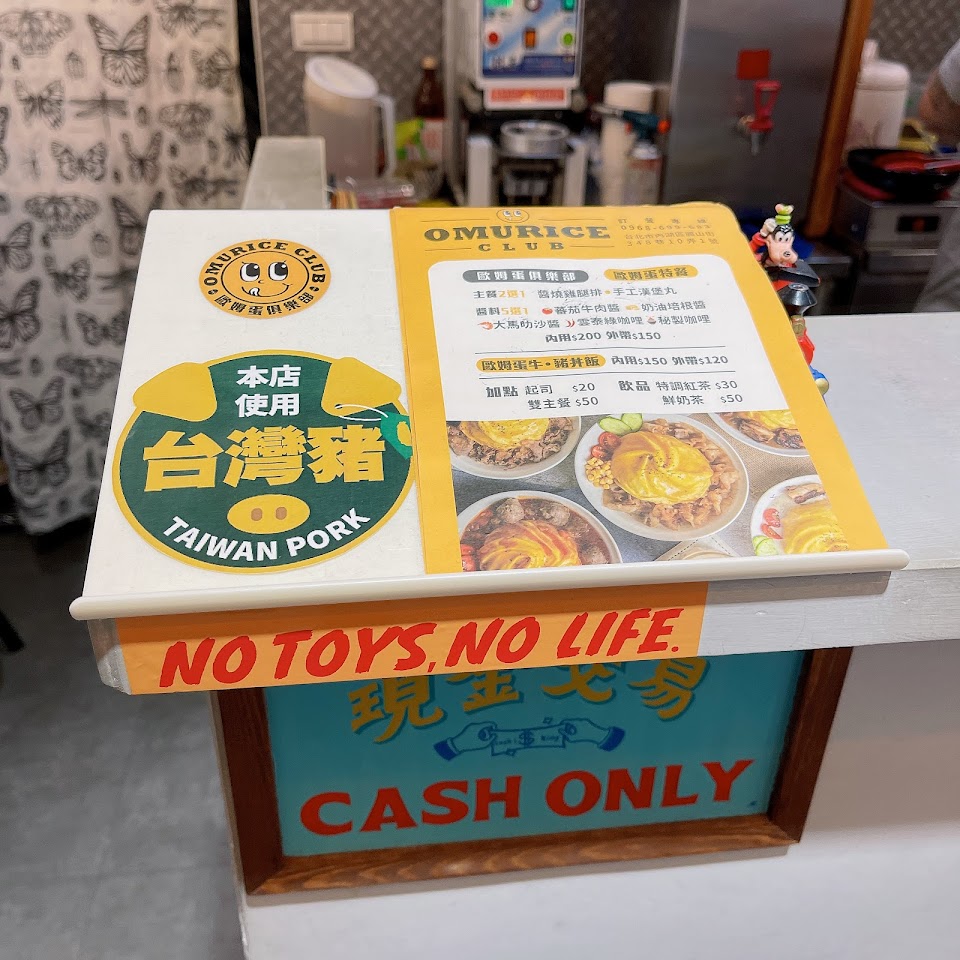 OMURICE CLUB
歐姆蛋俱樂部
本店
使用
台灣豬
TAIWAN PORK
OMURICE
CLUB
歐姆蛋俱樂部 歐姆蛋特餐
主餐2選1 醬燒雞腿排・手工漢堡丸
醬料5選1 番茄牛肉醬 奶油培根醬
大馬叻沙醬 雲泰綠咖哩 秘製咖哩
內用$200 外帶$150
歐姆蛋牛・豬丼飯 內用$150 外帶$120
加點 起司 $20 飲品 特調紅茶 $30
雙主餐 $50 鮮奶茶 $50
NO TOYS, NO LIFE.
現金交易
CASH ONLY